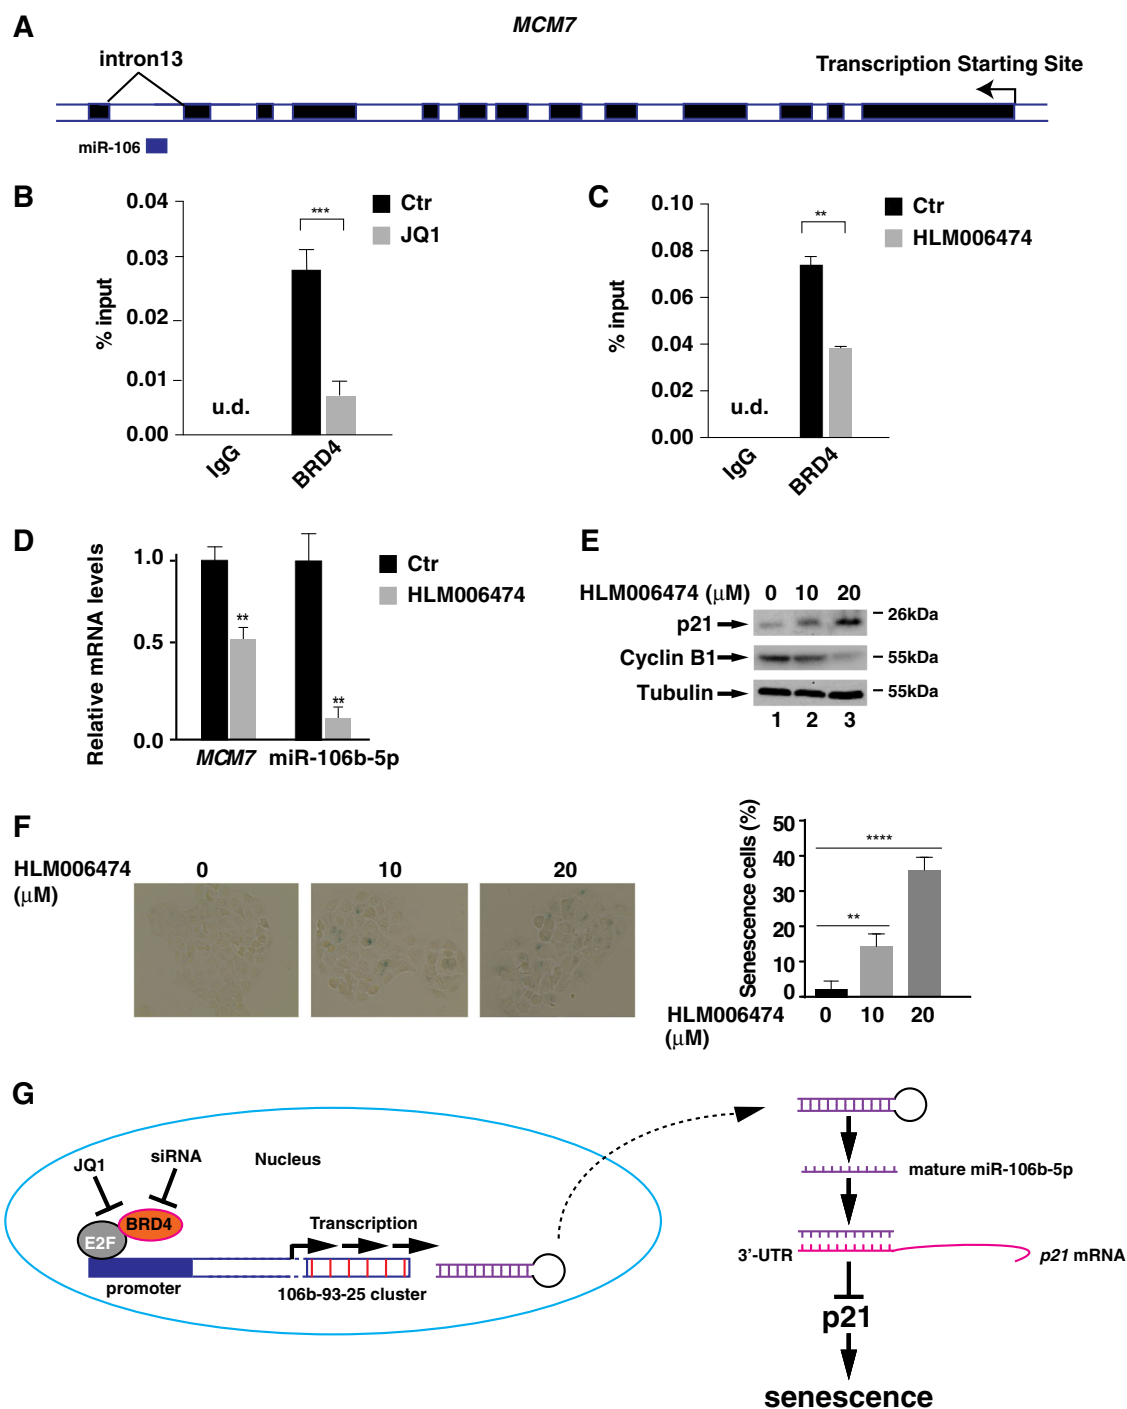 A
MCM7
intron13
Transcription Starting Site
miR-106
B
0.04
0.03
0.02
0.01
0.00
% input
***
Ctr
JQ1
u.d.
IgG
BRD4
C
0.10
0.08
0.06
0.04
0.02
0.00
% input
**
Ctr
HLM006474
u.d.
IgG
BRD4
D
Relative mRNA levels
1.0
0.5
0.0
**
**
Ctr
HLM006474
MCM7
miR-106b-5p
E
HLM006474 (µM) 0 10 20
p21
26kDa
Cyclin B1
55kDa
Tubulin
55kDa
1 2 3
F
HLM006474
(µM)
0 10 20
Senescence cells (%)
50
40
30
20
10
0
****
**
HLM006474
(µM)
0 10 20
G
JQ1
siRNA
Nucleus
BRD4
E2F
Transcription
promoter
106b-93-25 cluster
mature miR-106b-5p
3'-UTR
p21 mRNA
p21
senescence